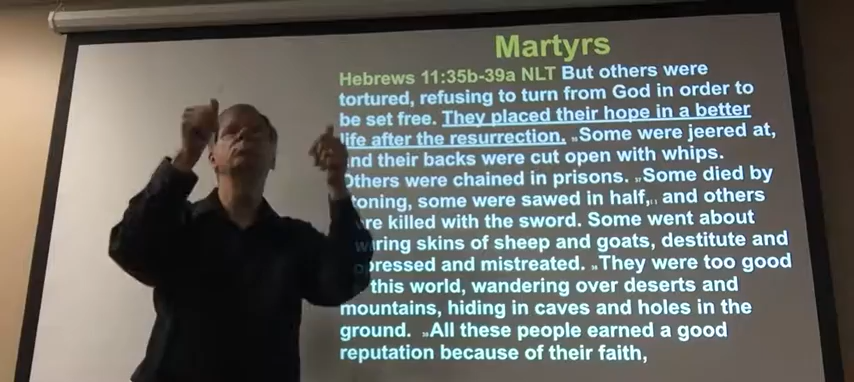 Martyrs
Hebrews 11:35b-39a NLT But others were
tortured, refusing to turn from God in order to
be set free. They placed their hope in a better
life after the resurrection. Some were jeered at,
nd their backs were cut open with whips.
Others were chained in prisons. Some died by
toning, some were sawed in half, and others
re killed with the sword. Some went about
ring skins of sheep and goats, destitute and
pressed and mistreated. They were too good
this world, wandering over deserts and
mountains, hiding in caves and holes in the
ground. All these people earned a good
reputation because of their faith,